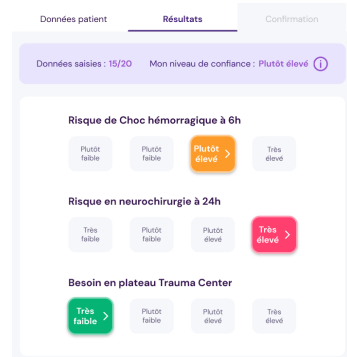 Données patient
Résultats
Confirmation
Données saisies : 15/20
Mon niveau de confiance : Plutôt élevé
Risque de Choc hémorragique à 6h
Plutôt
faible
Plutôt
faible
Plutôt
élevé
Très
élevé
Risque en neurochirurgie à 24h
Très
faible
Plutôt
faible
Plutôt
élevé
Très
élevé
Besoin en plateau Trauma Center
Très
faible
Plutôt
faible
Plutôt
élevé
Très
élevé